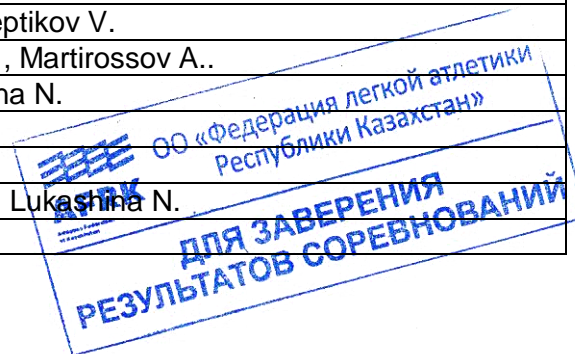 eptikov V.
, Martirossov A..
na N.
Lukashina N.
ОО «Федерация легкой атлетики
Республики Казахстан»
ДЛЯ ЗАВЕРЕНИЯ
РЕЗУЛЬТАТОВ СОРЕВНОВАНИЙ